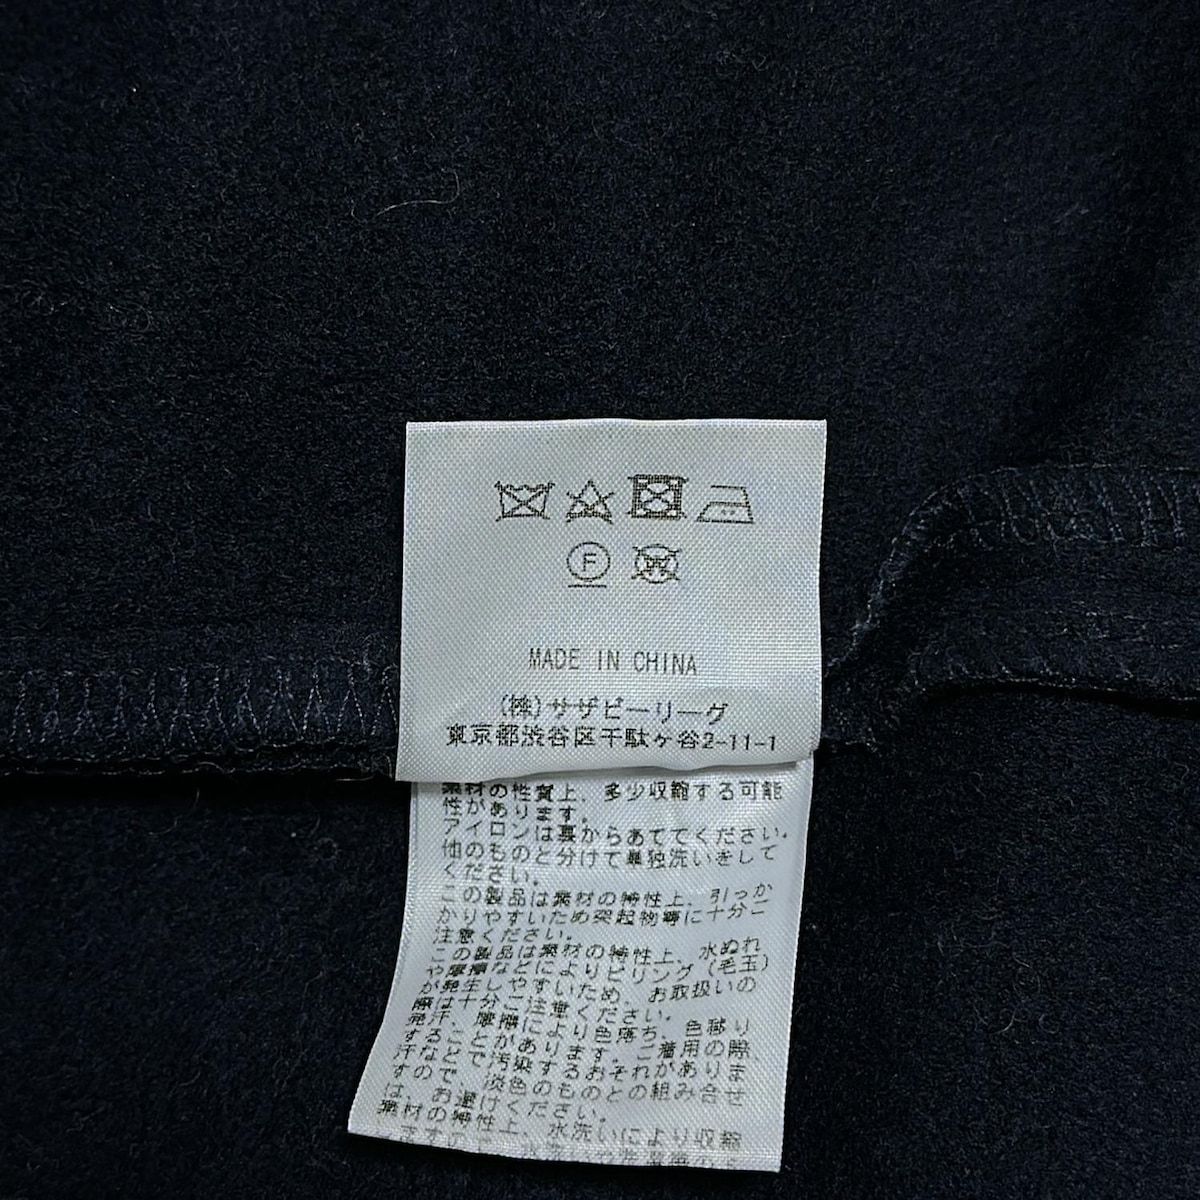 F
W
MADE IN CHINA
(株)サザビーリーグ
東京都渋谷区千駄ヶ谷2-11-1
素材の性質上、多少収縮する可能
性があります。
アイロンは裏からあててください。
他のものと分けて単独洗いをして
ください。
この製品は素材の特性上、引っか
かりやすいため突起物等に十分ご
注意ください。
この製品は素材の特性上、水ぬれ
や摩擦などによりピリング(毛玉)
が発生しやすいため、お取扱いの
際は十分ご注意ください。
発汗、摩擦により色落ち、色移り
することがあります。ご着用の際、
汗などで汚染するおそれがありま
すので、淡色のものとの組み合せ
は、お避けください。
素材の特性上、水洗いにより収縮